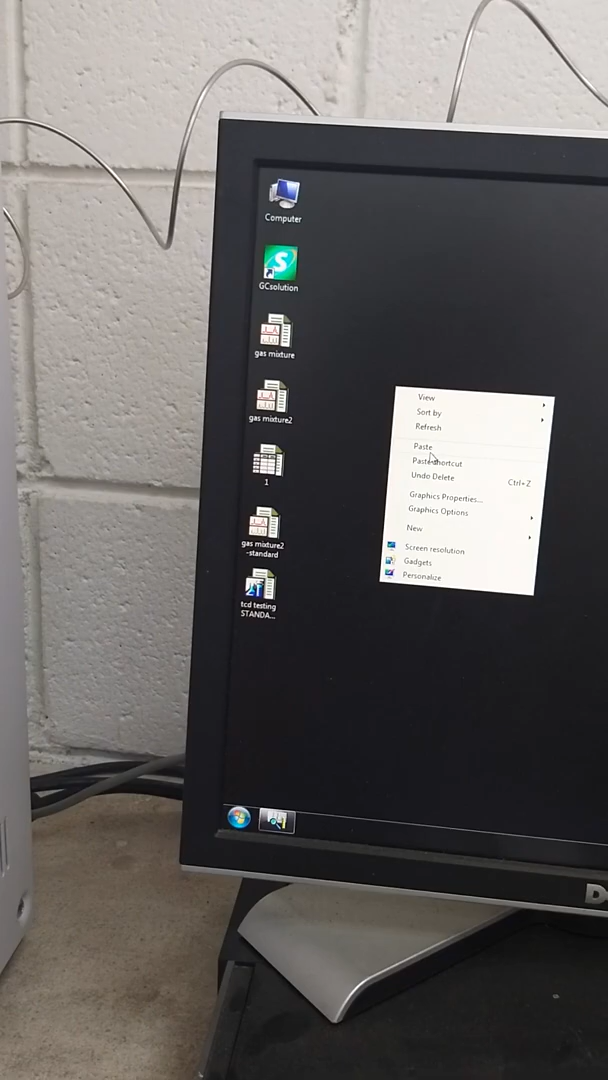 Computer
GCsolution
gas mixture
gas mixture2
1
gas mixture2
-standard
tcd testing
STANDA...
View
Sort by
Refresh
Paste
Paste shortcut
Undo Delete Ctrl+Z
Graphics Properties...
Graphics Options
New
Screen resolution
Gadgets
Personalize